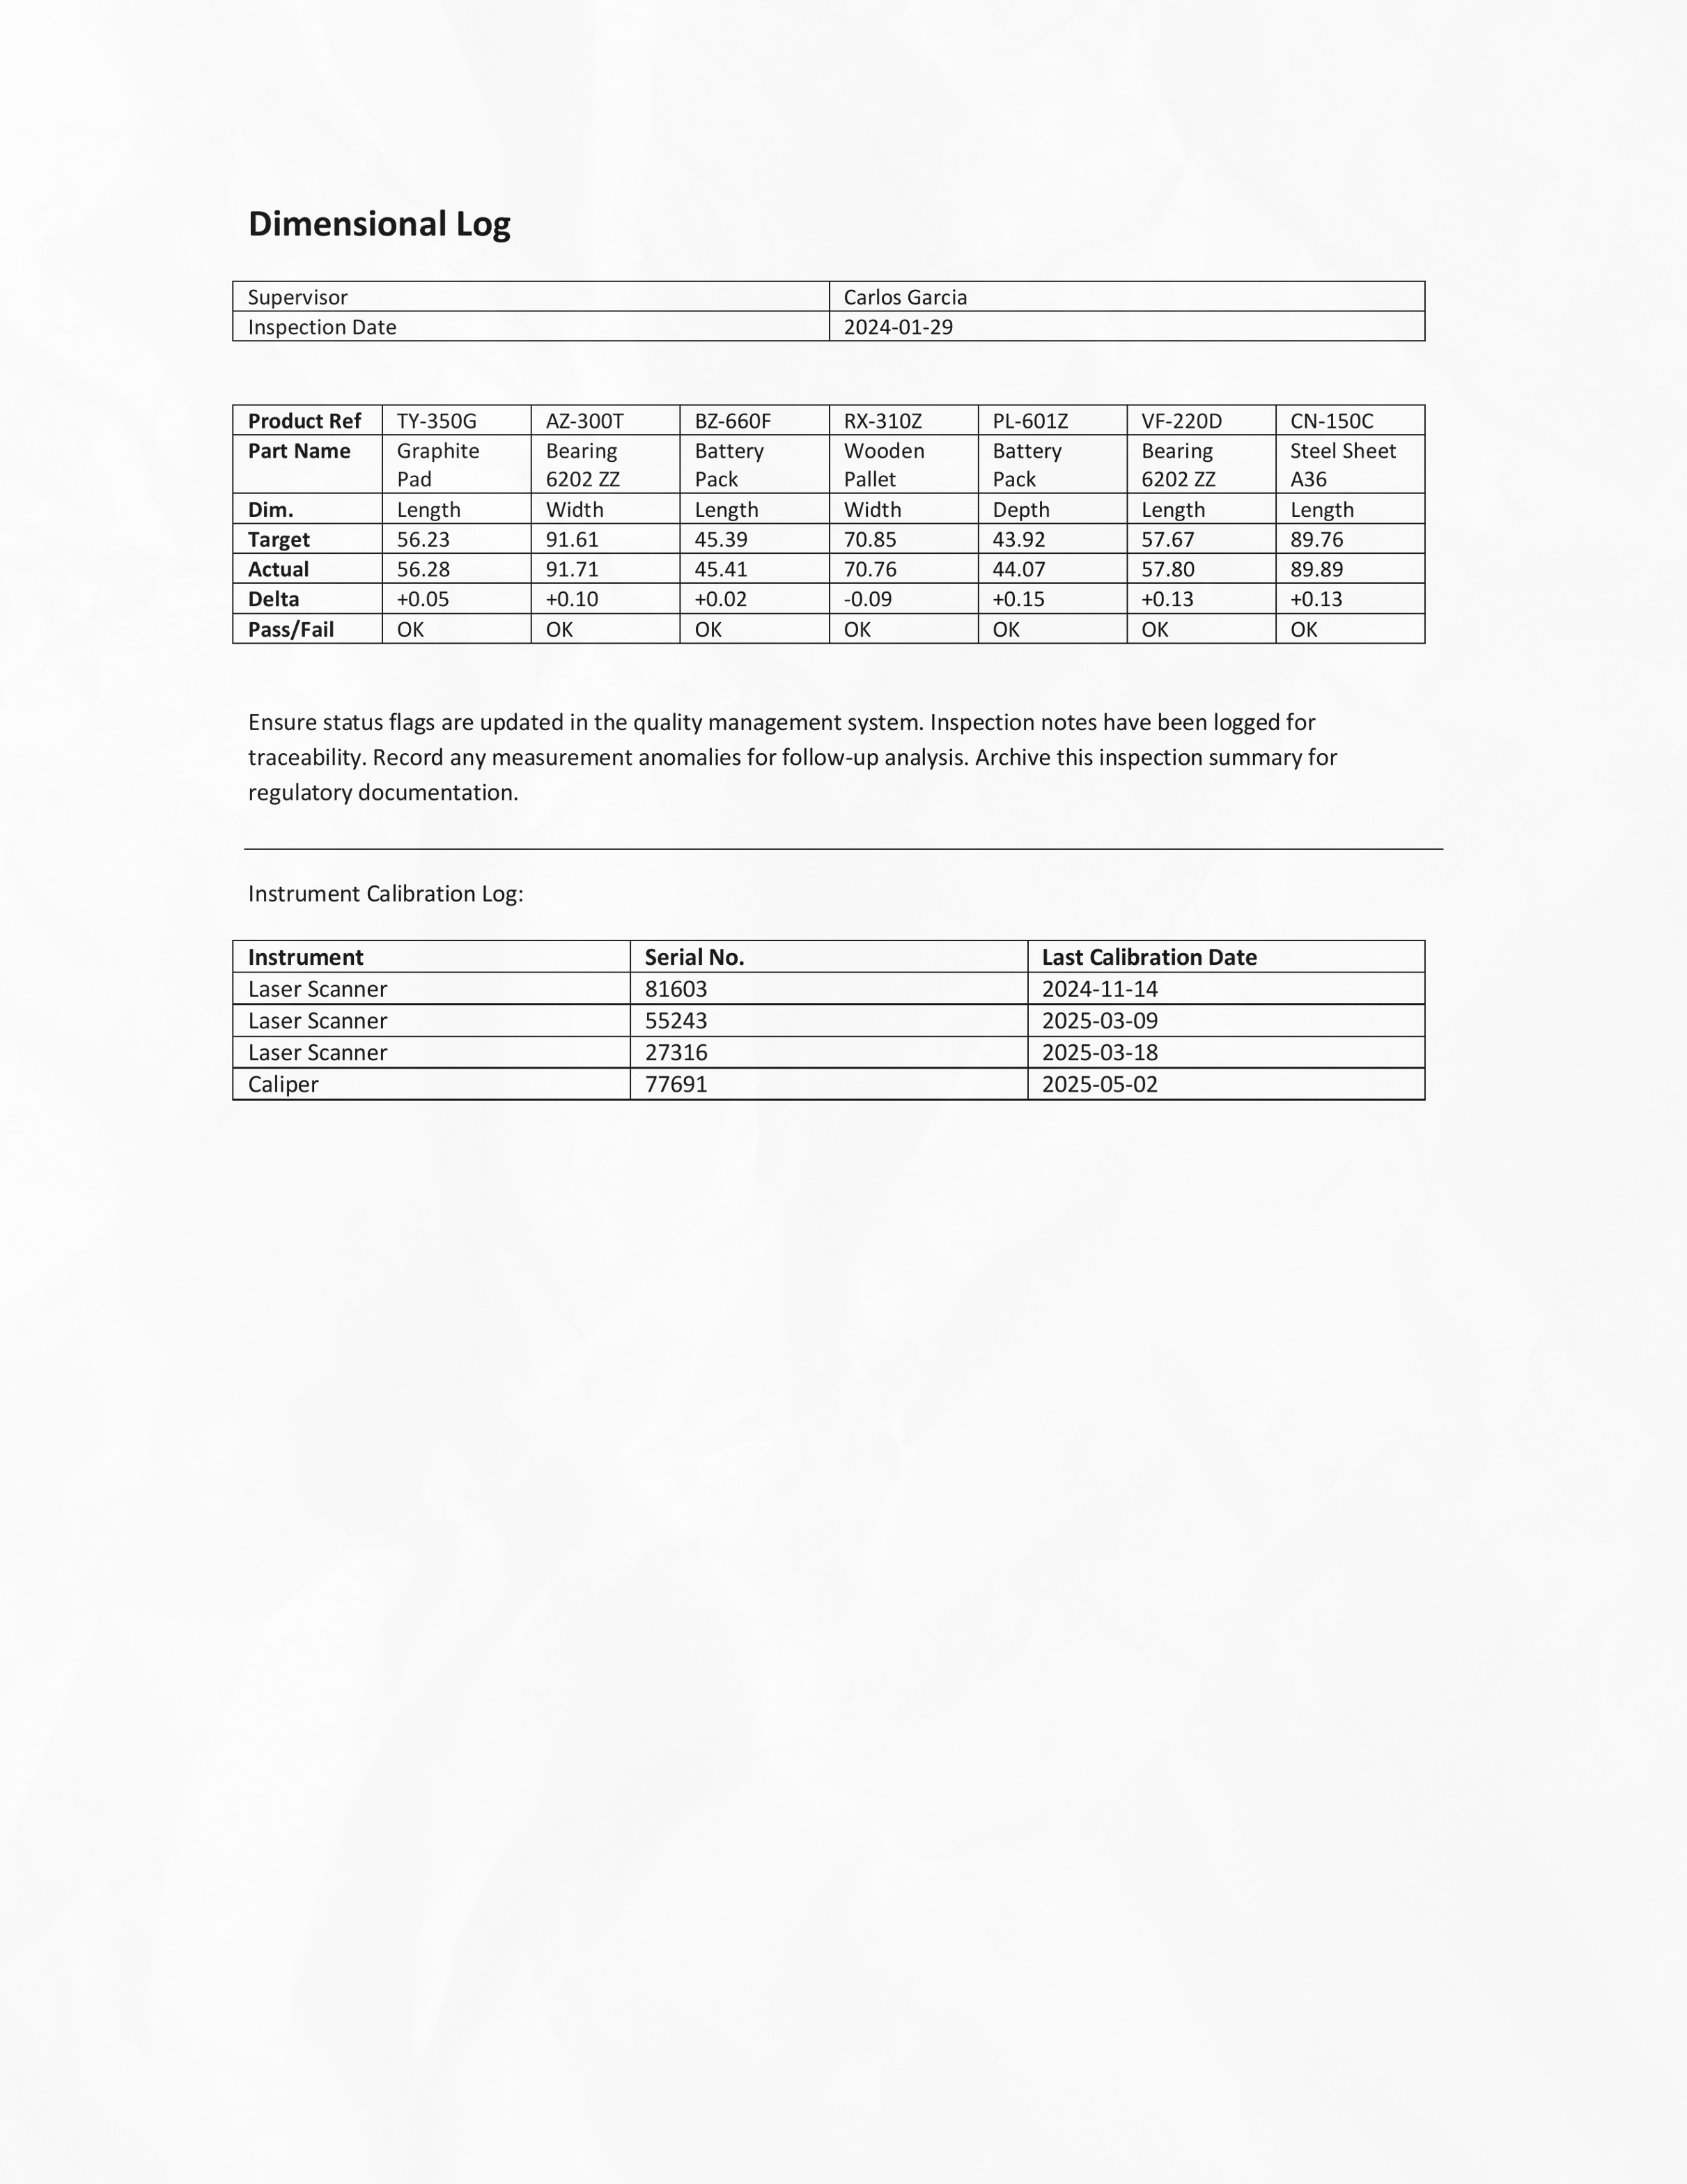 Dimensional Log
Supervisor Carlos Garcia
Inspection Date 2024-01-29
Product Ref TY-350G AZ-300T BZ-660F RX-310Z PL-601Z VF-220D CN-150C
Part Name Graphite Pad Bearing 6202 ZZ Battery Pack Wooden Pallet Battery Pack Bearing 6202 ZZ Steel Sheet A36
Dim. Length Width Length Width Depth Length Length
Target 56.23 91.61 45.39 70.85 43.92 57.67 89.76
Actual 56.28 91.71 45.41 70.76 44.07 57.80 89.89
Delta +0.05 +0.10 +0.02 -0.09 +0.15 +0.13 +0.13
Pass/Fail OK OK OK OK OK OK OK
Ensure status flags are updated in the quality management system. Inspection notes have been logged for
traceability. Record any measurement anomalies for follow-up analysis. Archive this inspection summary for
regulatory documentation.
Instrument Calibration Log:
Instrument Serial No. Last Calibration Date
Laser Scanner 81603 2024-11-14
Laser Scanner 55243 2025-03-09
Laser Scanner 27316 2025-03-18
Caliper 77691 2025-05-02